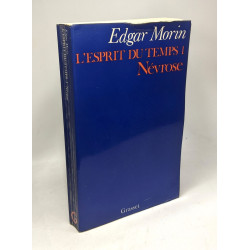 Edgar Morin
L'ESPRIT DU TEMPS 1
Névrose
Grasset